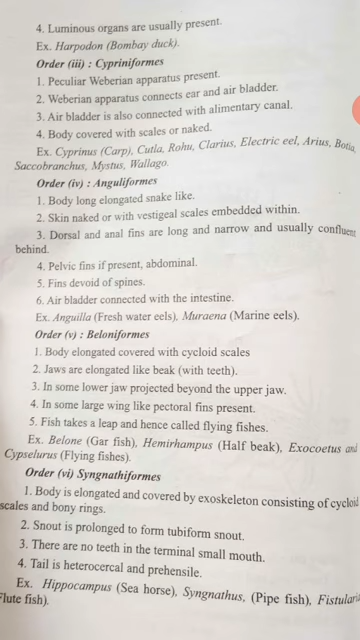 4. Luminous organs are usually present.
Ex. Harpodon (Bombay duck).
Order (iii) : Cypriniformes
1. Peculiar Weberian apparatus present.
2. Weberian apparatus connects ear and air bladder.
3. Air bladder is also connected with alimentary canal.
4. Body covered with scales or naked.
Ex. Cyprinus (Carp), Cutla, Rohu, Clarius, Electric eel, Arius, Botia,
Saccobranchus, Mystus, Wallago.
Order (iv) : Anguliformes
1. Body long elongated snake like.
2. Skin naked or with vestigeal scales embedded within.
3. Dorsal and anal fins are long and narrow and usually confluent
behind.
4. Pelvic fins if present, abdominal.
5. Fins devoid of spines.
6. Air bladder connected with the intestine.
Ex. Anguilla (Fresh water eels), Muraena (Marine eels).
Order (v) : Beloniformes
1. Body elongated covered with cycloid scales
2. Jaws are elongated like beak (with teeth).
3. In some lower jaw projected beyond the upper jaw.
4. In some large wing like pectoral fins present.
5. Fish takes a leap and hence called flying fishes.
Ex. Belone (Gar fish), Hemirhampus (Half beak), Exocoetus and
Cypselurus (Flying fishes).
Order (vi) Syngnathiformes
1. Body is elongated and covered by exoskeleton consisting of cycloid
scales and bony rings.
2. Snout is prolonged to form tubiform snout.
3. There are no teeth in the terminal small mouth.
4. Tail is heterocercal and prehensile.
Ex. Hippocampus (Sea horse), Syngnathus, (Pipe fish), Fistularia
Flute fish).